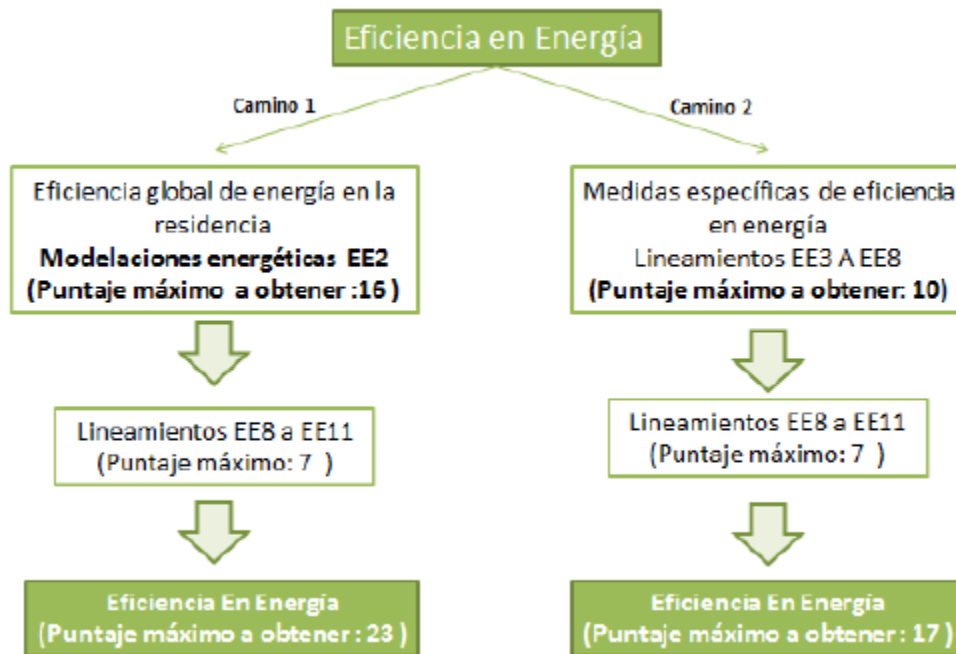 Eficiencia en Energía
Camino 1
Camino 2
Eficiencia global de energía en la
residencia
Modelaciones energéticas EE2
(Puntaje máximo a obtener :16 )
Medidas específicas de eficiencia
en energía
Lineamientos EE3 A EE8
(Puntaje máximo a obtener: 10)
Lineamientos EE8 a EE11
(Puntaje máximo: 7 )
Lineamientos EE8 a EE11
(Puntaje máximo: 7 )
Eficiencia En Energía
(Puntaje máximo a obtener : 23 )
Eficiencia En Energía
(Puntaje máximo a obtener : 17 )